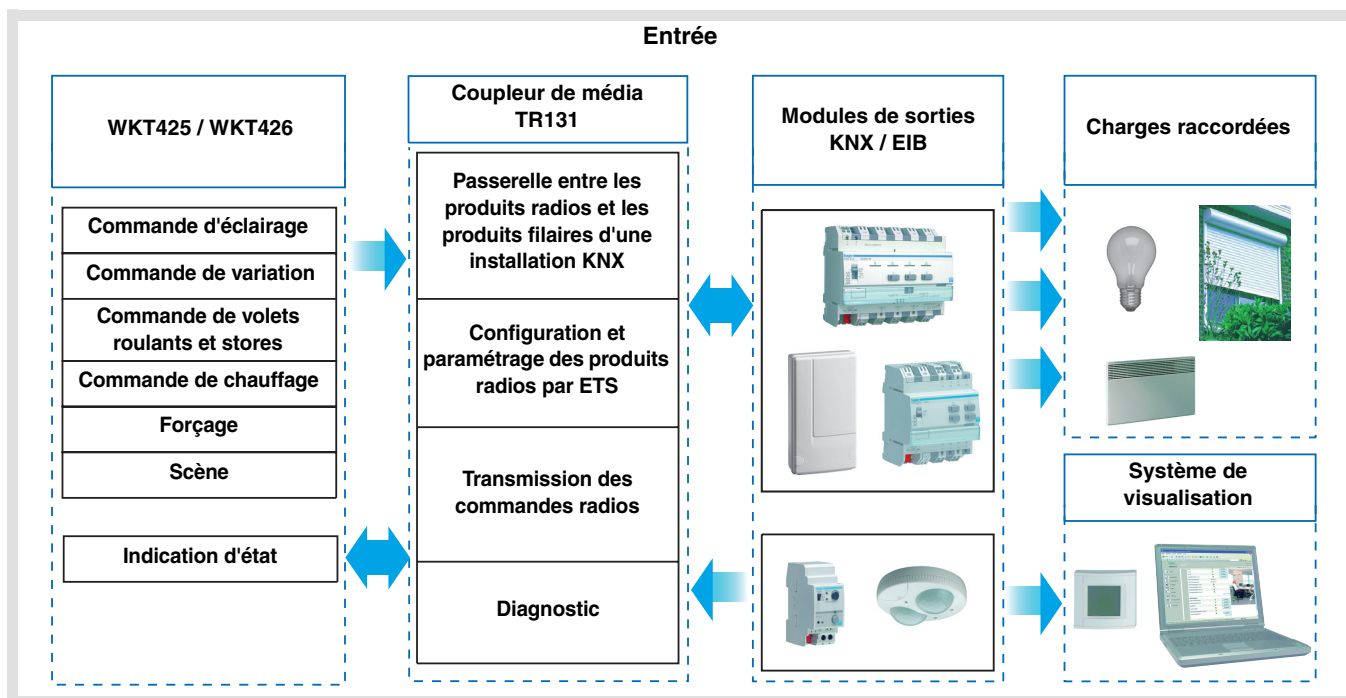 Entrée
WKT425 / WKT426
Commande d'éclairage
Commande de variation
Commande de volets
roulants et stores
Commande de chauffage
Forçage
Scène
Indication d'état
Coupleur de média
TR131
Passerelle entre les
produits radios et les
produits filaires d'une
installation KNX
Configuration et
paramétrage des produits
radios par ETS
Transmission des
commandes radios
Diagnostic
Modules de sorties
KNX / EIB
Charges raccordées
Système de
visualisation